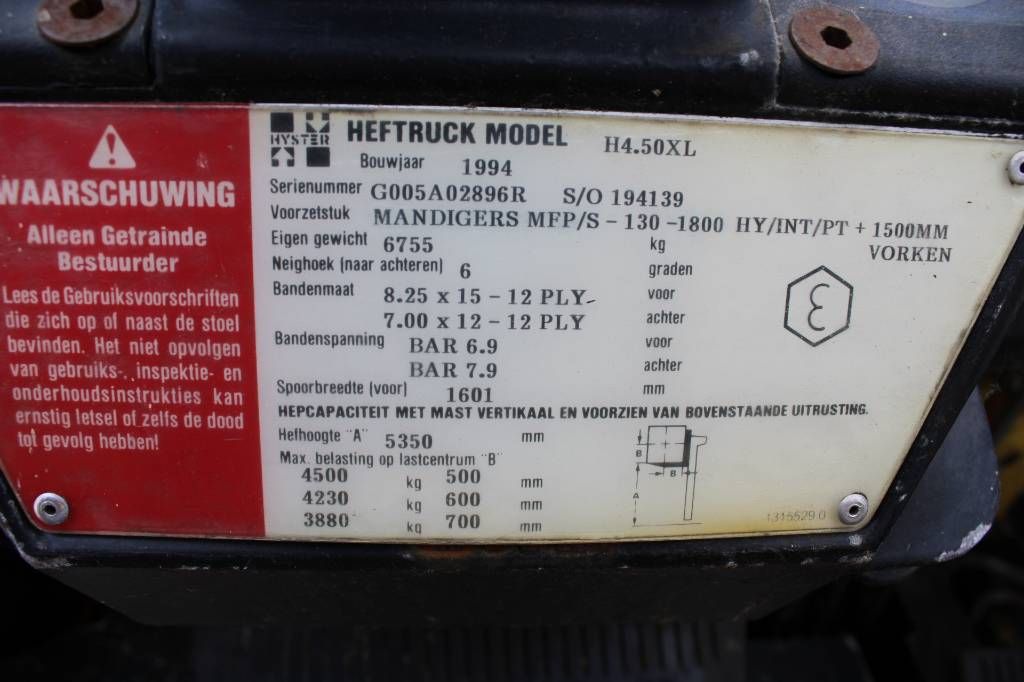 WAARSCHUWING
Alleen Getrainde
Bestuurder
Lees de Gebruiksvoorschriften
die zich op of naast de stoel
bevinden. Het niet opvolgen
van gebruiks-, inspektie- en
onderhoudsinstrukties kan
ernstig letsel of zelfs de dood
tot gevolg hebben!
HYSTER HEFTRUCK MODEL H4.50XL
Bouwjaar 1994
Serienummer G005A02896R S/O 194139
Voorzetstuk MANDIGERS MFP/S - 130 -1800 HY/INT/PT + 1500MM
VORKEN
Eigen gewicht 6755 kg
Neighoek (naar achteren) 6 graden
Bandenmaat 8.25 x 15 - 12 PLY- voor
7.00 x 12 - 12 PLY achter
Bandenspanning BAR 6.9 voor
BAR 7.9 achter
Spoorbreedte (voor) 1601 mm
HEPCAPACITEIT MET MAST VERTIKAAL EN VOORZIEN VAN BOVENSTAANDE UITRUSTING.
Hefhoogte "A" 5350 mm
Max. belasting op lastcentrum "B"
4500 kg 500 mm
4230 kg 600 mm
3880 kg 700 mm
B
B
A
1315529 0